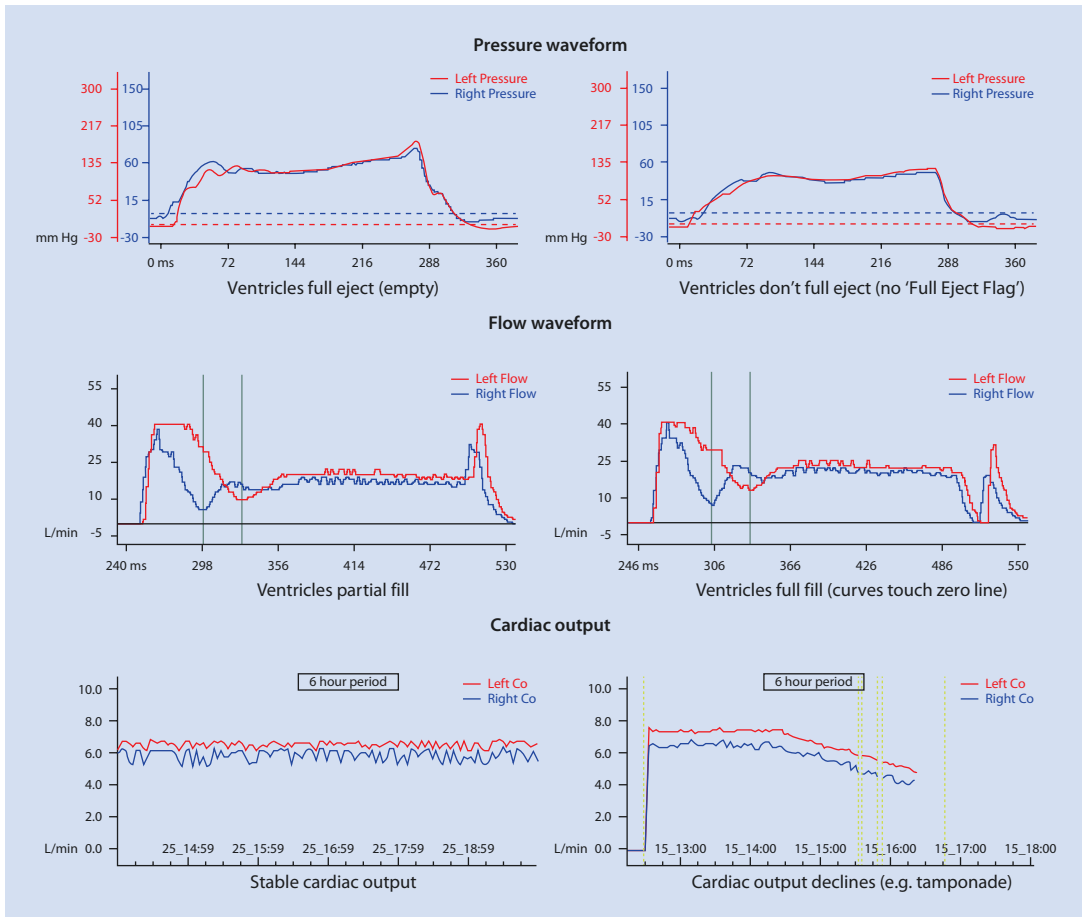 Pressure waveform
Left Pressure
Right Pressure
300
217
135
52
-30
150
105
60
15
-30
mm Hg
0 ms 72 144 216 288 360
Ventricles full eject (empty)
Left Pressure
Right Pressure
300
217
135
52
-30
150
105
60
15
-30
mm Hg
0 ms 72 144 216 288 360
Ventricles don't full eject (no 'Full Eject Flag')
Flow waveform
Left Flow
Right Flow
55
40
25
10
-5
L/min
240 ms 298 356 414 472 530
Ventricles partial fill
Left Flow
Right Flow
55
40
25
10
-5
L/min
246 ms 306 366 426 486 550
Ventricles full fill (curves touch zero line)
Cardiac output
6 hour period
Left Co
Right Co
10.0
8.0
6.0
4.0
2.0
0.0
L/min
25_14:59 25_15:59 25_16:59 25_17:59 25_18:59
Stable cardiac output
6 hour period
Left Co
Right Co
10.0
8.0
6.0
4.0
2.0
0.0
L/min
15_13:00 15_14:00 15_15:00 15_16:00 15_17:00 15_18:00
Cardiac output declines (e.g. tamponade)